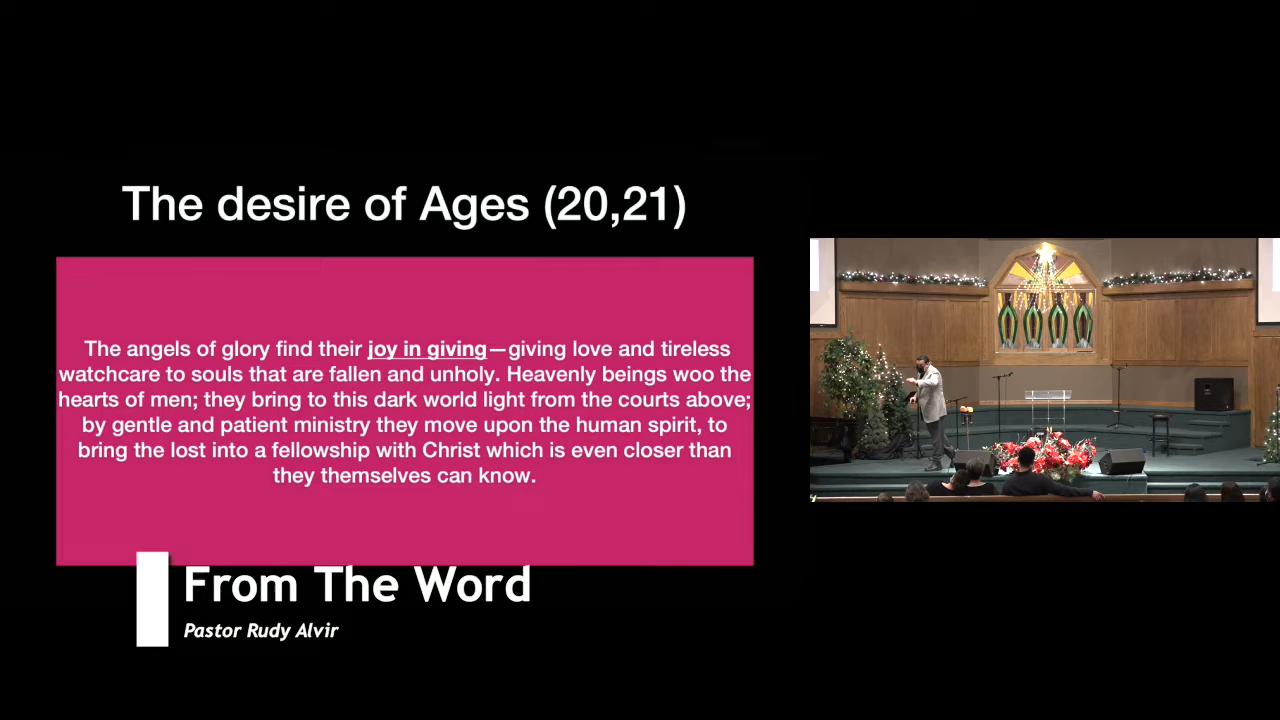 The desire of Ages (20,21)
The angels of glory find their joy in giving—giving love and tireless
watchcare to souls that are fallen and unholy. Heavenly beings woo the
hearts of men; they bring to this dark world light from the courts above;
by gentle and patient ministry they move upon the human spirit, to
bring the lost into a fellowship with Christ which is even closer than
they themselves can know.
From The Word
Pastor Rudy Alvir